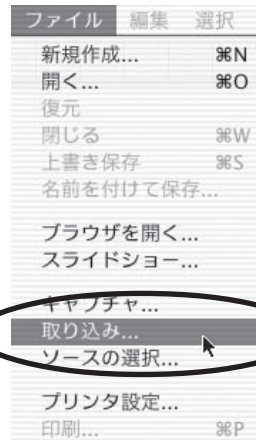 ファイル 編集 選択
新規作成... ⌘N
開く... ⌘O
復元
閉じる ⌘W
上書き保存 ⌘S
名前を付けて保存...
ブラウザを開く...
スライドショー...
キャプチャ...
取り込み...
ソースの選択...
プリンタ設定...
印刷... ⌘P